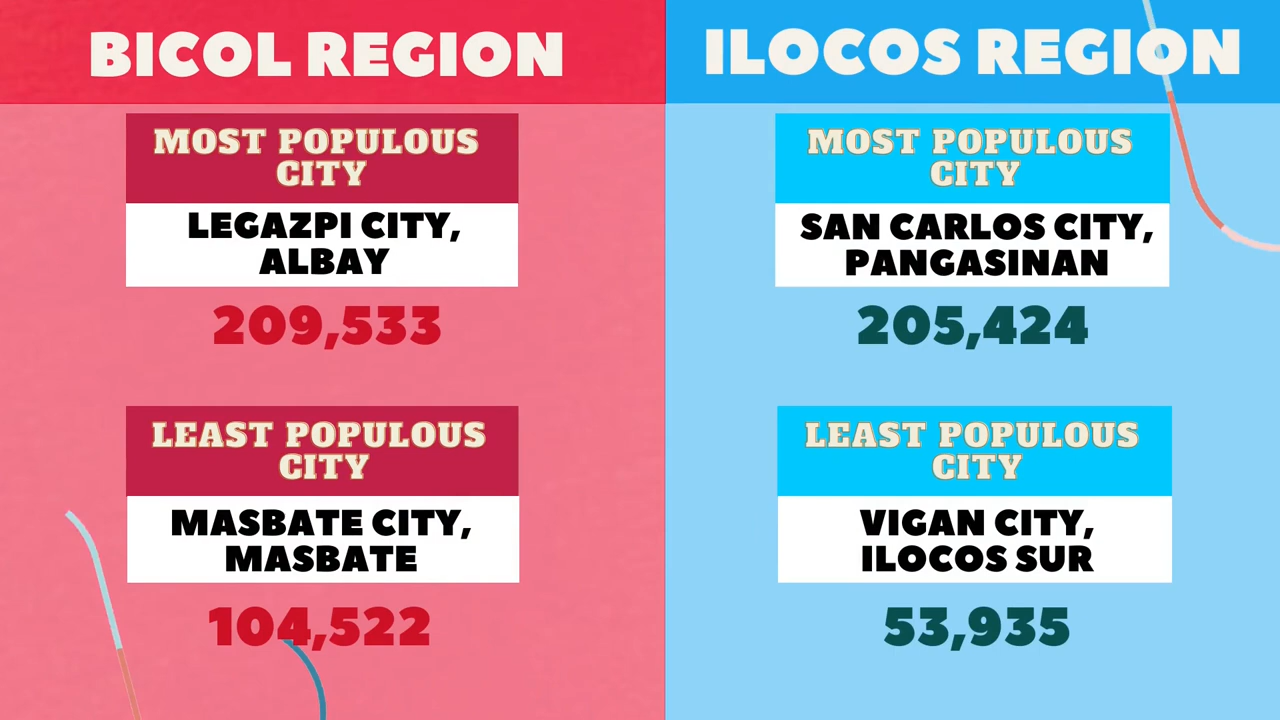 BICOL REGION
MOST POPULOUS
CITY
LEGAZPI CITY,
ALBAY
209,533
LEAST POPULOUS
CITY
MASBATE CITY,
MASBATE
104,522
ILOCOS REGION
MOST POPULOUS
CITY
SAN CARLOS CITY,
PANGASINAN
205,424
LEAST POPULOUS
CITY
VIGAN CITY,
ILOCOS SUR
53,935